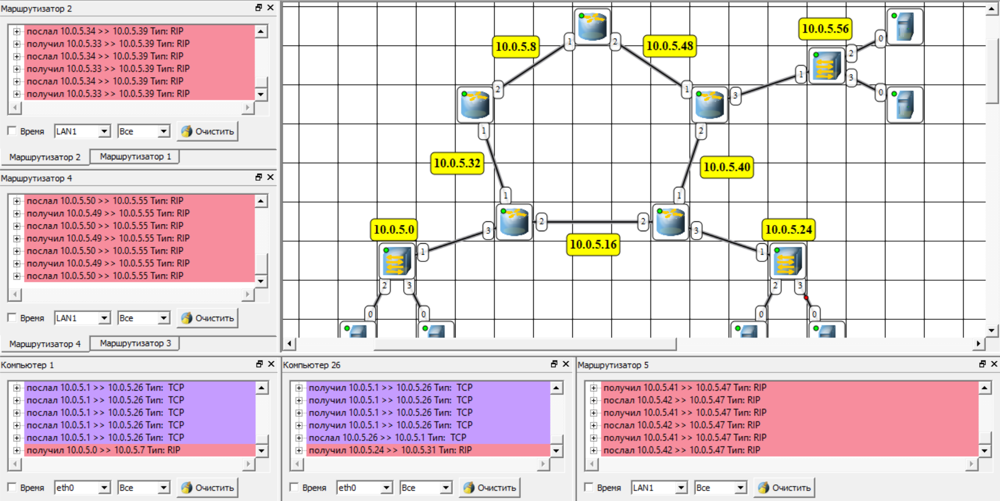 Маршрутизатор 2
послал 10.0.5.34 >> 10.0.5.39 Тип: RIP
получил 10.0.5.33 >> 10.0.5.39 Тип: RIP
послал 10.0.5.34 >> 10.0.5.39 Тип: RIP
получил 10.0.5.33 >> 10.0.5.39 Тип: RIP
послал 10.0.5.34 >> 10.0.5.39 Тип: RIP
получил 10.0.5.33 >> 10.0.5.39 Тип: RIP
Время LAN1 Все Очистить
Маршрутизатор 2 Маршрутизатор 1
Маршрутизатор 4
послал 10.0.5.50 >> 10.0.5.55 Тип: RIP
получил 10.0.5.49 >> 10.0.5.55 Тип: RIP
послал 10.0.5.50 >> 10.0.5.55 Тип: RIP
получил 10.0.5.49 >> 10.0.5.55 Тип: RIP
послал 10.0.5.50 >> 10.0.5.55 Тип: RIP
получил 10.0.5.49 >> 10.0.5.55 Тип: RIP
послал 10.0.5.50 >> 10.0.5.55 Тип: RIP
Время LAN1 Все Очистить
Маршрутизатор 4 Маршрутизатор 3
10.0.5.56
10.0.5.8 1 2 10.0.5.48 0
2
1 3
2 1 3 0
1 2
10.0.5.32 10.0.5.40
1 1
10.0.5.0 3 2 2 3 10.0.5.24
10.0.5.16
1 1
2 3 2 3
0 0 0 0
Компьютер 1
послал 10.0.5.1 >> 10.0.5.26 Тип: TCP
послал 10.0.5.1 >> 10.0.5.26 Тип: TCP
послал 10.0.5.1 >> 10.0.5.26 Тип: TCP
послал 10.0.5.1 >> 10.0.5.26 Тип: TCP
послал 10.0.5.1 >> 10.0.5.26 Тип: TCP
получил 10.0.5.0 >> 10.0.5.7 Тип: RIP
Время eth0 Все Очистить
Компьютер 26
получил 10.0.5.1 >> 10.0.5.26 Тип: TCP
получил 10.0.5.1 >> 10.0.5.26 Тип: TCP
получил 10.0.5.1 >> 10.0.5.26 Тип: TCP
получил 10.0.5.1 >> 10.0.5.26 Тип: TCP
послал 10.0.5.26 >> 10.0.5.1 Тип: TCP
получил 10.0.5.24 >> 10.0.5.31 Тип: RIP
Время eth0 Все Очистить
Маршрутизатор 5
получил 10.0.5.41 >> 10.0.5.47 Тип: RIP
послал 10.0.5.42 >> 10.0.5.47 Тип: RIP
получил 10.0.5.41 >> 10.0.5.47 Тип: RIP
послал 10.0.5.42 >> 10.0.5.47 Тип: RIP
получил 10.0.5.41 >> 10.0.5.47 Тип: RIP
послал 10.0.5.42 >> 10.0.5.47 Тип: RIP
Время LAN1 Все Очистить